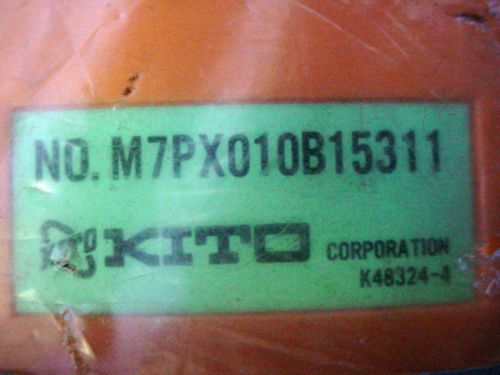 NO. M7PX010B15311
KITO CORPORATION
K48324-4